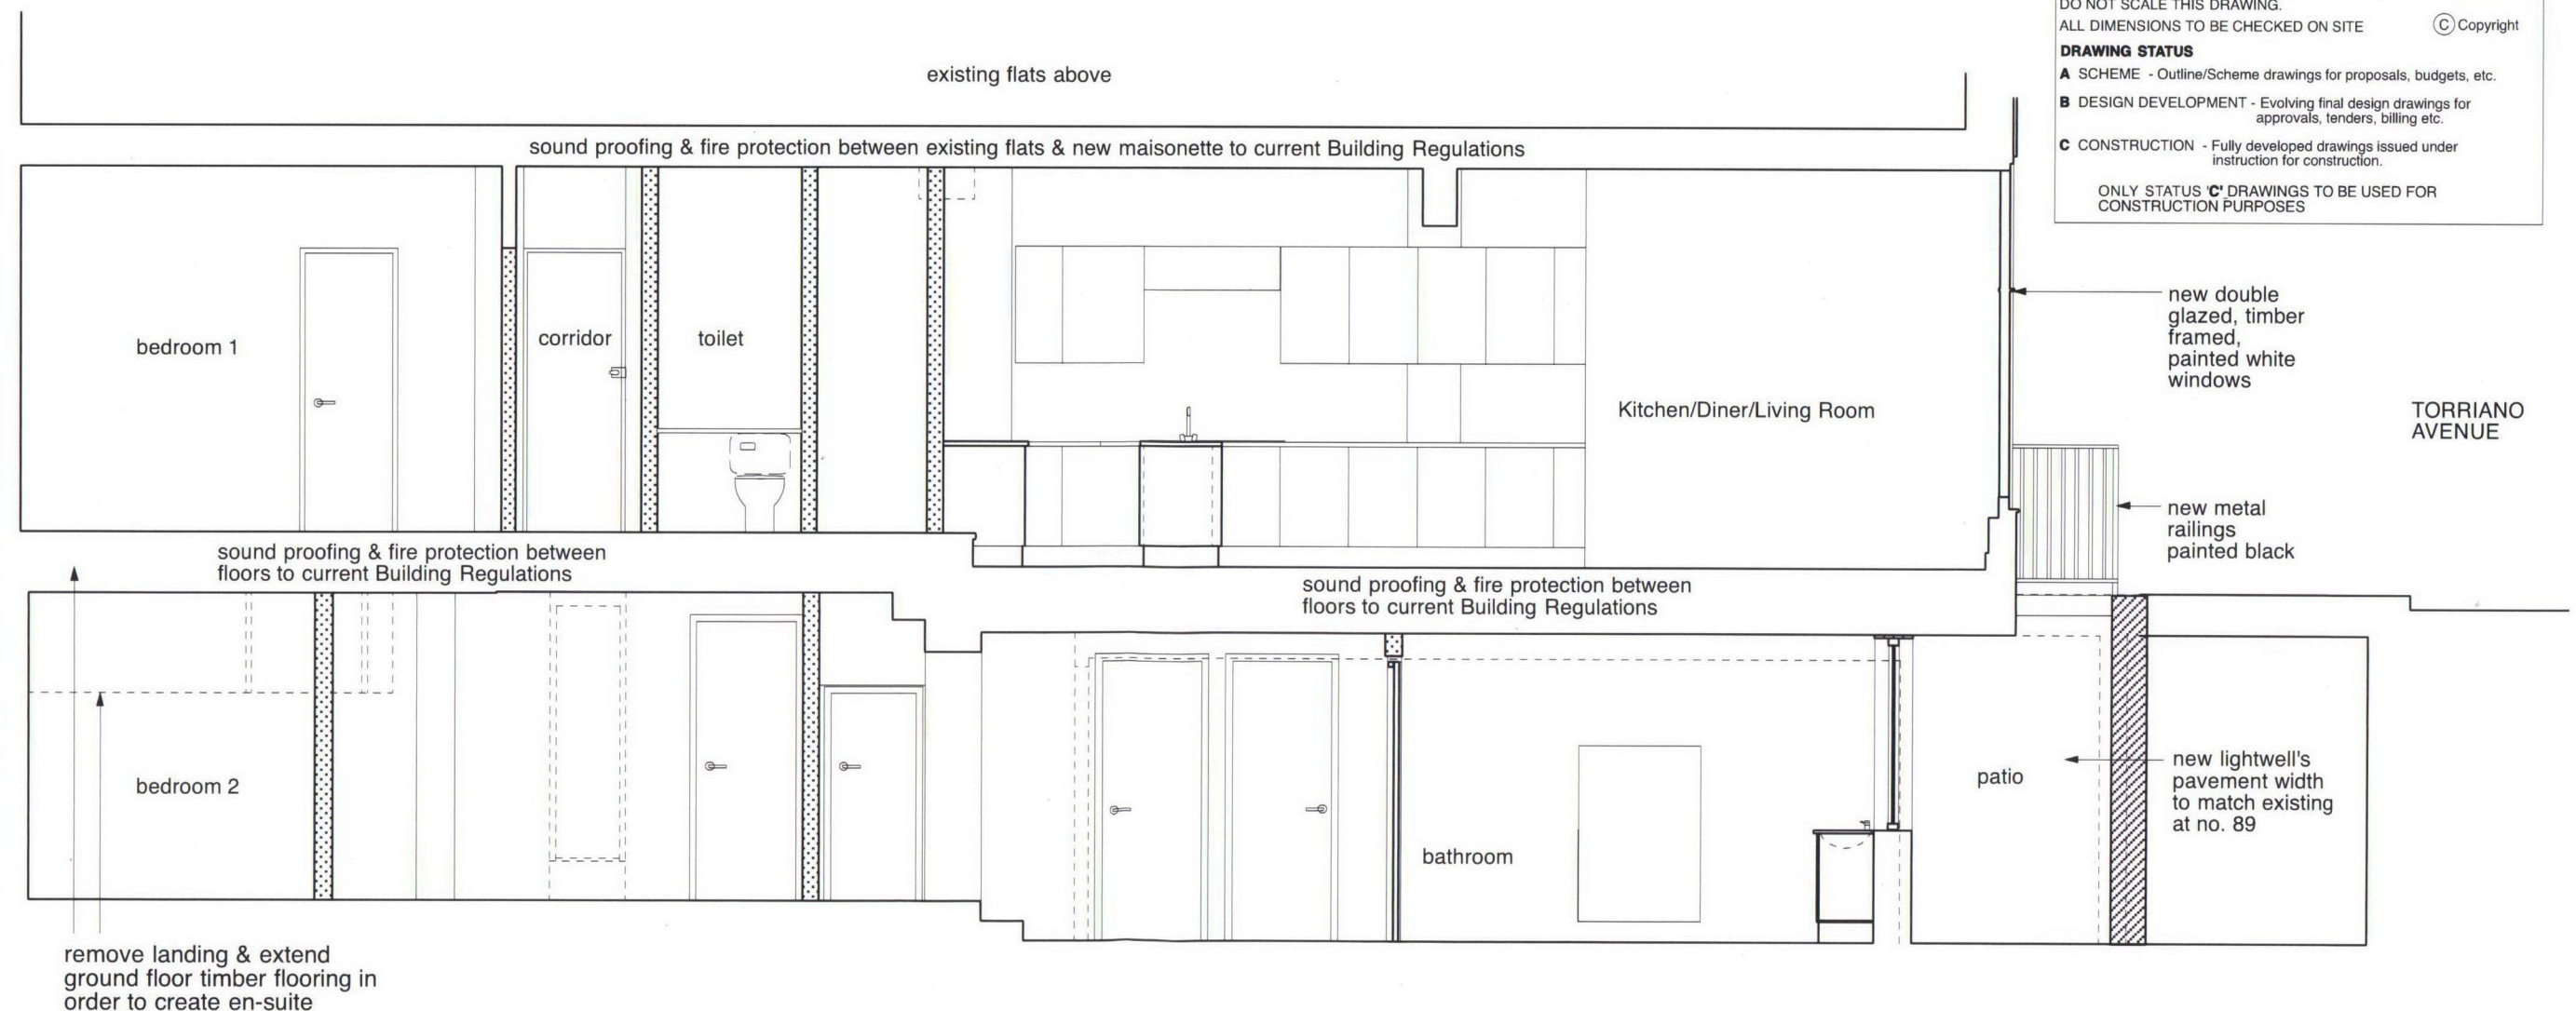 DO NOT SCALE THIS DRAWING.
ALL DIMENSIONS TO BE CHECKED ON SITE
© Copyright
DRAWING STATUS
A SCHEME - Outline/Scheme drawings for proposals, budgets, etc.
B DESIGN DEVELOPMENT - Evolving final design drawings for
approvals, tenders, billing etc.
C CONSTRUCTION - Fully developed drawings issued under
instruction for construction.
ONLY STATUS 'C' DRAWINGS TO BE USED FOR
CONSTRUCTION PURPOSES
existing flats above
sound proofing & fire protection between existing flats & new maisonette to current Building Regulations
bedroom 1
corridor
toilet
Kitchen/Diner/Living Room
new double
glazed, timber
framed,
painted white
windows
TORRIANO
AVENUE
new metal
railings
painted black
sound proofing & fire protection between
floors to current Building Regulations
sound proofing & fire protection between
floors to current Building Regulations
bedroom 2
bathroom
patio
new lightwell's
pavement width
to match existing
at no. 89
remove landing & extend
ground floor timber flooring in
order to create en-suite